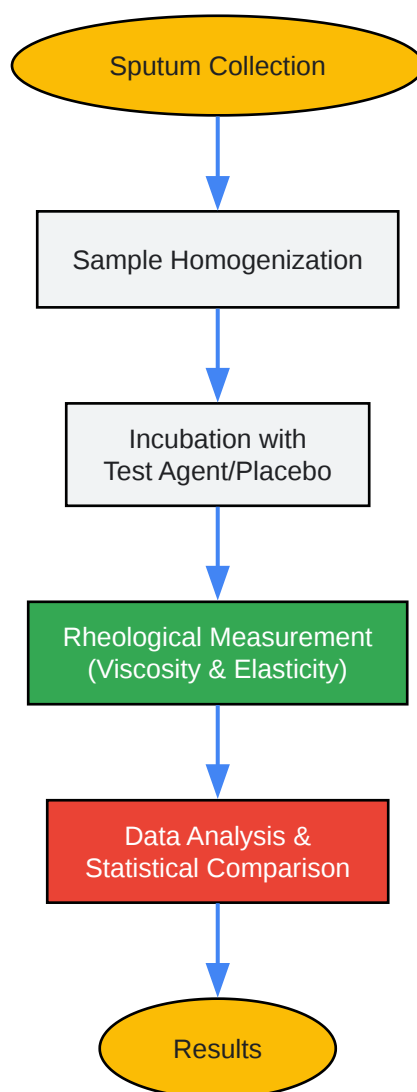 Sputum Collection
Sample Homogenization
Incubation with
Test Agent/Placebo
Rheological Measurement
(Viscosity & Elasticity)
Data Analysis &
Statistical Comparison
Results